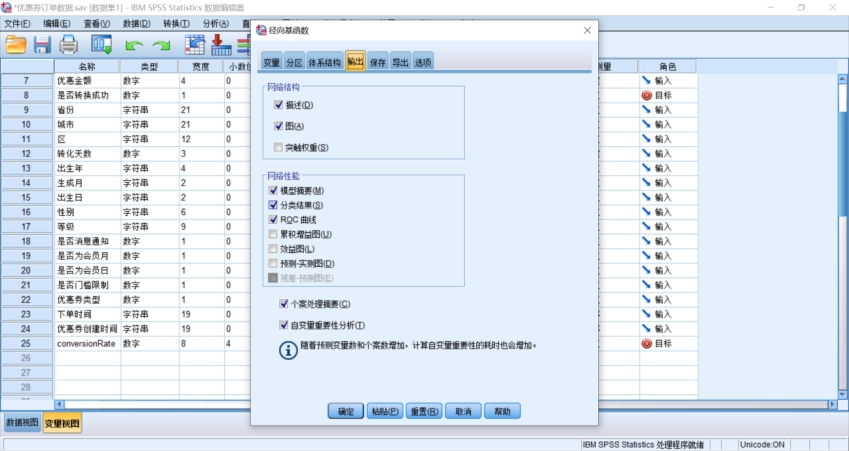 *优惠券订单数据.sav [数据集1] - IBM SPSS Statistics 数据编辑器
文件(F) 编辑(E) 查看(V) 数据(D) 转换(T) 分析(A)
名称 类型 宽度 角色
7 优惠金额 数字 4 0 输入
8 是否转换成功 数字 1 0 目标
9 省份 字符串 21 0 输入
10 城市 字符串 21 0 输入
11 区 字符串 12 0 输入
12 转化天数 数字 3 0 输入
13 出生年 字符串 4 0 输入
14 生成月 字符串 2 0 输入
15 出生日 字符串 2 0 输入
16 性别 字符串 6 0 输入
17 等级 字符串 9 0 输入
18 是否消息通知 数字 1 0 输入
19 是否为会员月 数字 1 0 输入
20 是否为会员日 数字 1 0 输入
21 是否门槛限制 数字 1 0 输入
22 优惠券类型 数字 1 0 输入
23 下单时间 字符串 19 0 输入
24 优惠券创建时间 字符串 19 0 输入
25 conversionRate 数字 8 4 目标
26
27
28
径向基函数
变量 分区 体系结构 输出 保存 导出 选项
网络结构
描述(D)
图(A)
突触权重(S)
网络性能
模型摘要(M)
分类结果(S)
ROC 曲线
累积增益图(U)
效益图(L)
预测-实测图(D)
残差-预测图(E)
个案处理摘要(C)
自变量重要性分析(T)
随着预测变量数和个案数增加，计算自变量重要性的耗时也会增加。
确定 粘贴(P) 重置(R) 取消 帮助
数据视图 变量视图
IBM SPSS Statistics 处理程序就绪 Unicode:ON